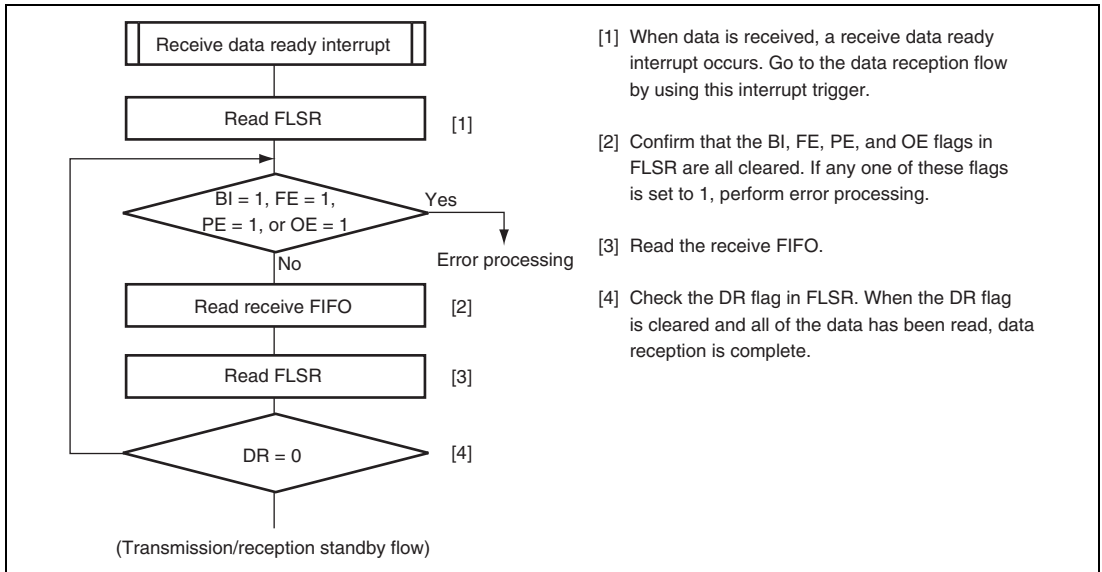 Receive data ready interrupt
Read FLSR
[1]
BI = 1, FE = 1,
PE = 1, or OE = 1
Yes
Error processing
No
Read receive FIFO
[2]
Read FLSR
[3]
DR = 0
[4]
(Transmission/reception standby flow)
[1] When data is received, a receive data ready
interrupt occurs. Go to the data reception flow
by using this interrupt trigger.
[2] Confirm that the BI, FE, PE, and OE flags in
FLSR are all cleared. If any one of these flags
is set to 1, perform error processing.
[3] Read the receive FIFO.
[4] Check the DR flag in FLSR. When the DR flag
is cleared and all of the data has been read, data
reception is complete.